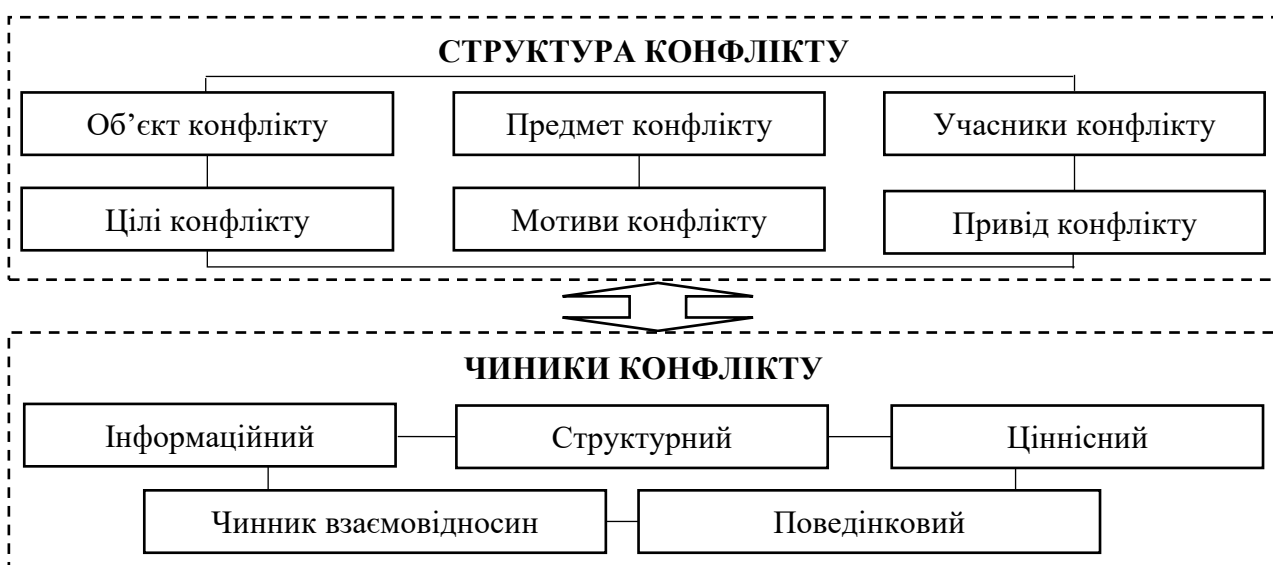 СТРУКТУРА КОНФЛІКТУ
Об’єкт конфлікту
Предмет конфлікту
Учасники конфлікту
Цілі конфлікту
Мотиви конфлікту
Привід конфлікту
ЧИНИКИ КОНФЛІКТУ
Інформаційний
Структурний
Ціннісний
Чинник взаємовідносин
Поведінковий